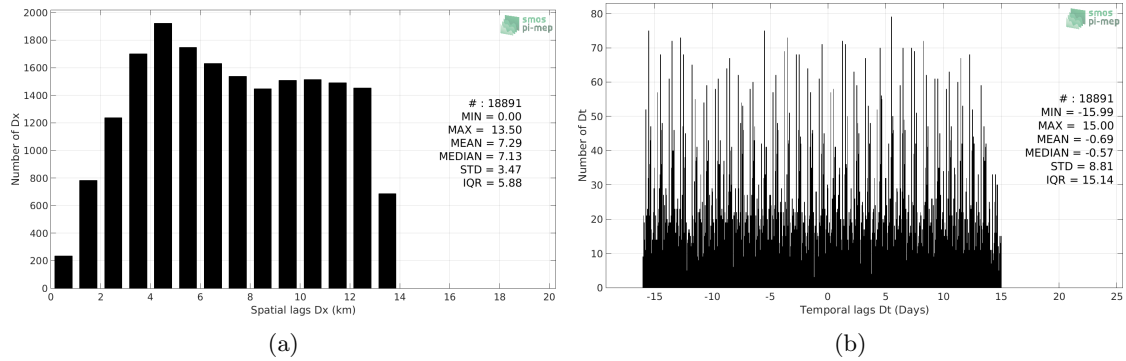 2000
1800
1600
1400
1200
1000
800
600
400
200
0
Number of Dx
0 2 4 6 8 10 12 14 16 18 20
Spatial lags Dx (km)
smos
pi-mep
# : 18891
MIN = 0.00
MAX = 13.50
MEAN = 7.29
MEDIAN = 7.13
STD = 3.47
IQR = 5.88
(a)
80
70
60
50
40
30
20
10
0
Number of Dt
-15 -10 -5 0 5 10 15 20 25
Temporal lags Dt (Days)
smos
pi-mep
# : 18891
MIN = -15.99
MAX = 15.00
MEAN = -0.69
MEDIAN = -0.57
STD = 8.81
IQR = 15.14
(b)